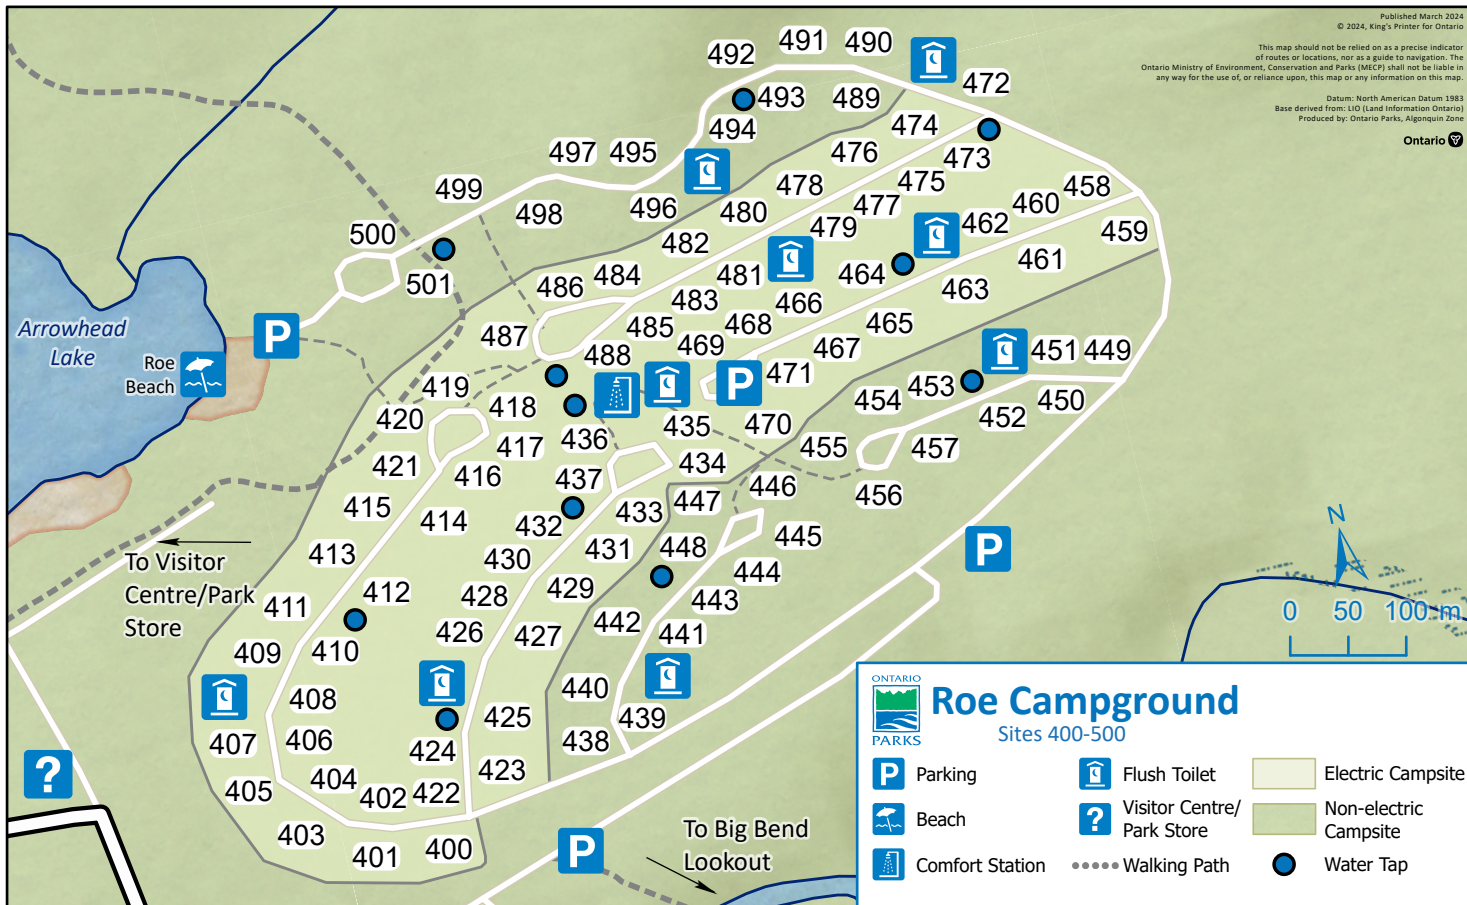 Published March 2024
© 2024, King's Printer for Ontario
This map should not be relied on as a precise indicator
of routes or locations, nor as a guide to navigation. The
Ontario Ministry of Environment, Conservation and Parks (MECP) shall not be liable in
any way for the use of, or reliance upon, this map or any information on this map.
Datum: North American Datum 1983
Base derived from: LIO (Land Information Ontario)
Produced by: Ontario Parks, Algonquin Zone
Ontario
492 491 490
472
493 489
494 474
497 495 476 473
499 478 475 458
498 496 480 477 460
500 482 479 462 459
501 484 481 464 461
486 483 466 463
Arrowhead
Lake
P
Roe
Beach
487 485 468 465
488 469 467 451 449
419 P 471 453 450
420 418 435 470 454 452
417 436 455 457
421 416 437 434 446 456
415 414 432 433 447 445
413 430 431 448 444
To Visitor
Centre/Park
Store
P
412 428 429 443
411 426 427 442 441
409 410
408 425 440 439
407 406 424 438
405 404 402 422 423
403 401 400
?
P
To Big Bend
Lookout
N
0 50 100 m
ONTARIO
PARKS
Roe Campground
Sites 400-500
P Parking
Flush Toilet
Electric Campsite
Beach
? Visitor Centre/
Park Store
Non-electric
Campsite
Comfort Station
Walking Path
Water Tap